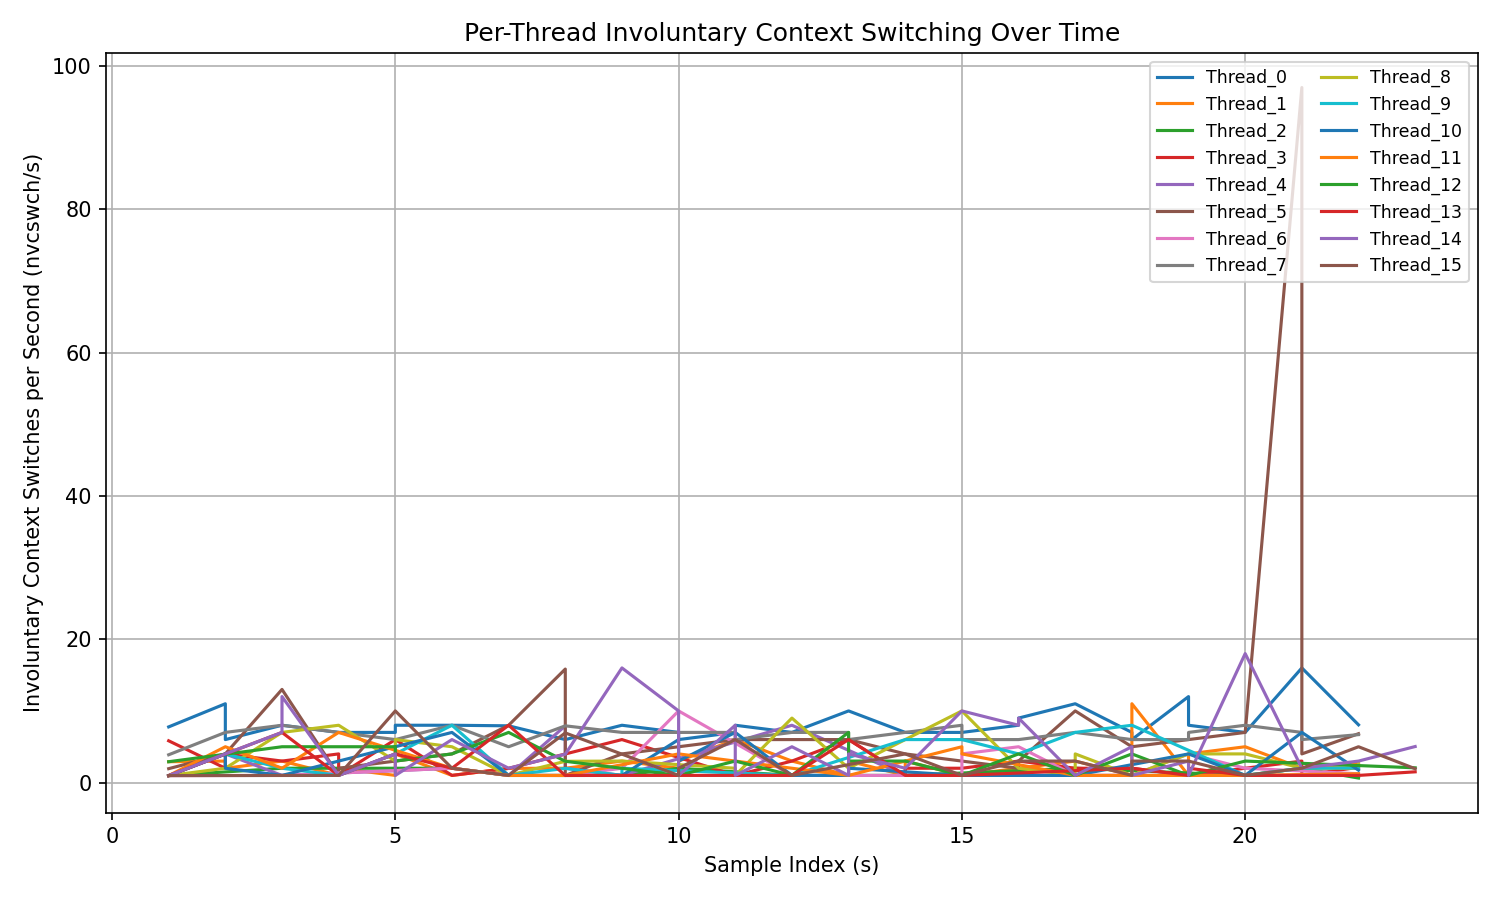 Per-Thread Involuntary Context Switching Over Time
Involuntary Context Switches per Second (nvcswch/s)
100
80
60
40
20
0
Thread_0
Thread_1
Thread_2
Thread_3
Thread_4
Thread_5
Thread_6
Thread_7
Thread_8
Thread_9
Thread_10
Thread_11
Thread_12
Thread_13
Thread_14
Thread_15
0 5 10 15 20
Sample Index (s)